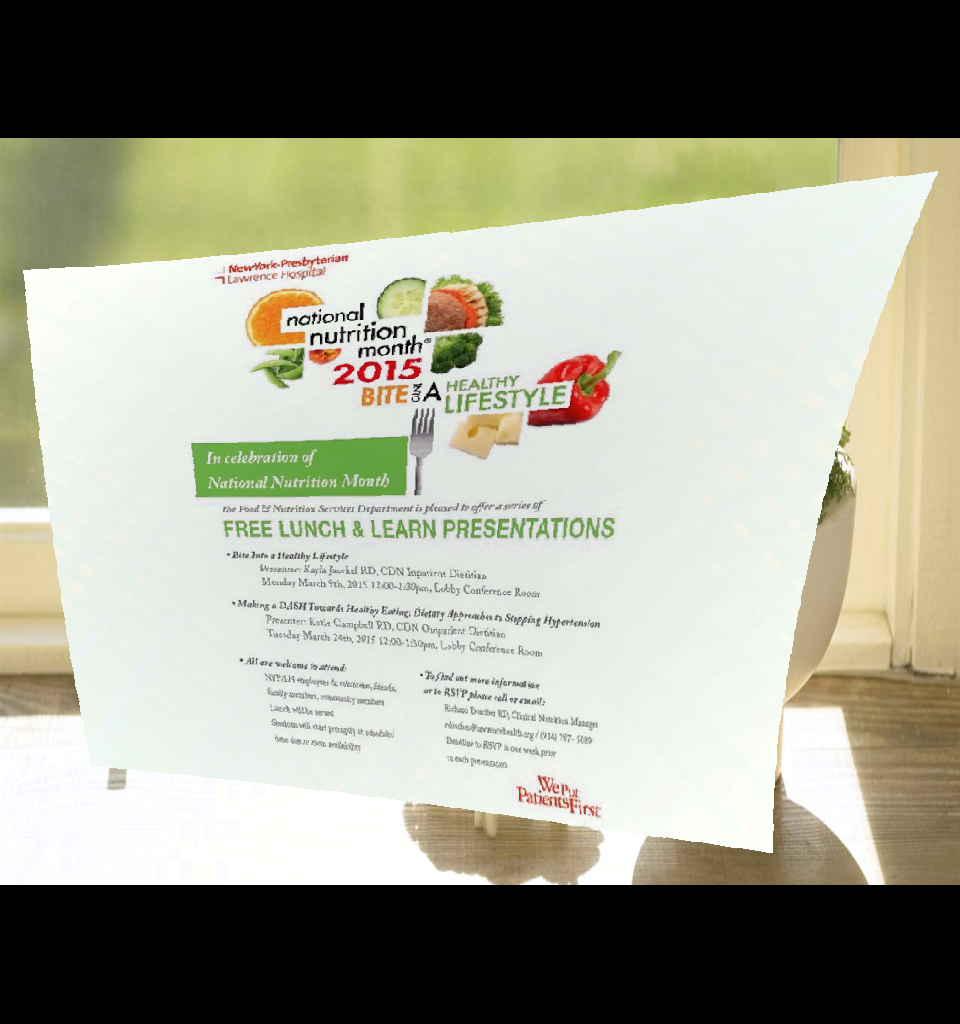 NewYork-Presbyterian
Lawrence Hospital
national
nutrition
month®
2015
BITE INTO A HEALTHY
LIFESTYLE
In celebration of
National Nutrition Month
the Food & Nutrition Services Department is pleased to offer a series of
FREE LUNCH & LEARN PRESENTATIONS
• Bite Into a Healthy Lifestyle
Presenter: Kayla Jaeckel RD, CDN Inpatient Dietitian
Monday March 9th, 2015 12:00-1:30pm, Lobby Conference Room
• Making a DASH Towards Healthy Eating; Dietary Approaches to Stopping Hypertension
Presenter: Katie Campbell RD, CDN Outpatient Dietitian
Tuesday March 24th, 2015 12:00-1:30pm, Lobby Conference Room
• All are welcome to attend:
NYP/LH employees & volunteers, friends,
family members, community members
Lunch will be served
Sessions will start promptly at scheduled
time due to room availability
• To find out more information
or to RSVP please call or email:
Richard Doscher RD, Clinical Nutrition Manager
rdoscher@lawrencehealth.org / (914) 787-5089
Deadline to RSVP is one week prior
to each presentation
We Put
Patients First